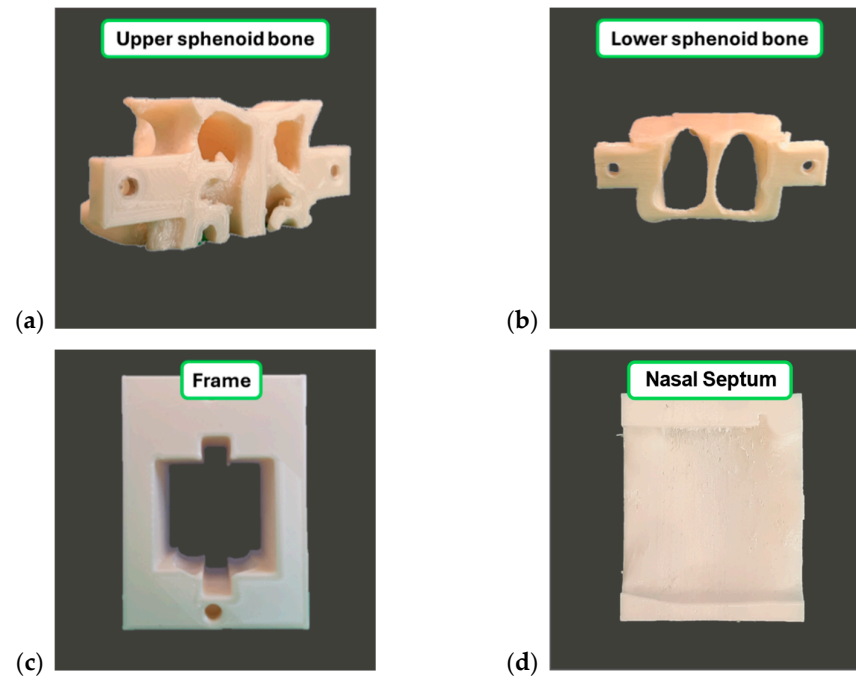 Upper sphenoid bone
Lower sphenoid bone
(a)
(b)
Frame
Nasal Septum
(c)
(d)